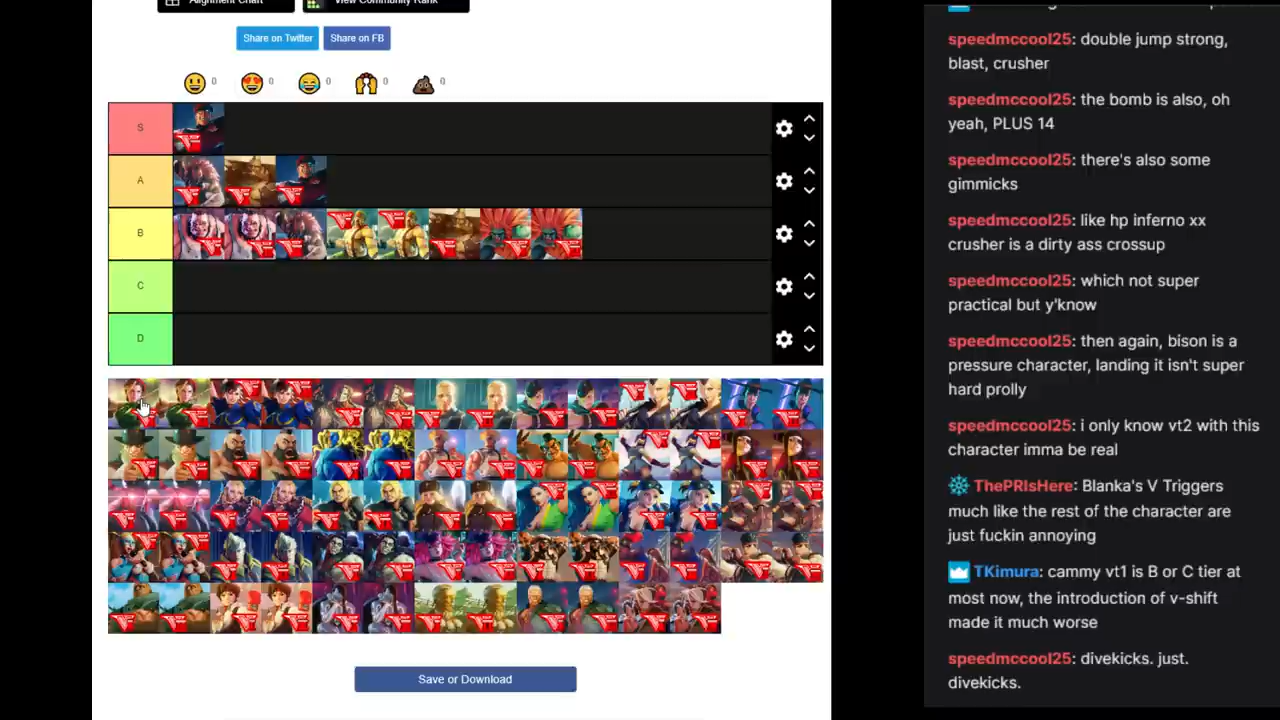 Alignment Chart
View Community Rank
Share on Twitter
Share on FB
0
0
0
0
0
S
A
B
C
D
Save or Download
speedmccool25: double jump strong,
blast, crusher
speedmccool25: the bomb is also, oh
yeah, PLUS 14
speedmccool25: there's also some
gimmicks
speedmccool25: like hp inferno xx
crusher is a dirty ass crossup
speedmccool25: which not super
practical but y'know
speedmccool25: then again, bison is a
pressure character, landing it isn't super
hard prolly
speedmccool25: i only know vt2 with this
character imma be real
ThePRIsHere: Blanka's V Triggers
much like the rest of the character are
just fuckin annoying
TKimura: cammy vt1 is B or C tier at
most now, the introduction of v-shift
made it much worse
speedmccool25: divekicks. just.
divekicks.